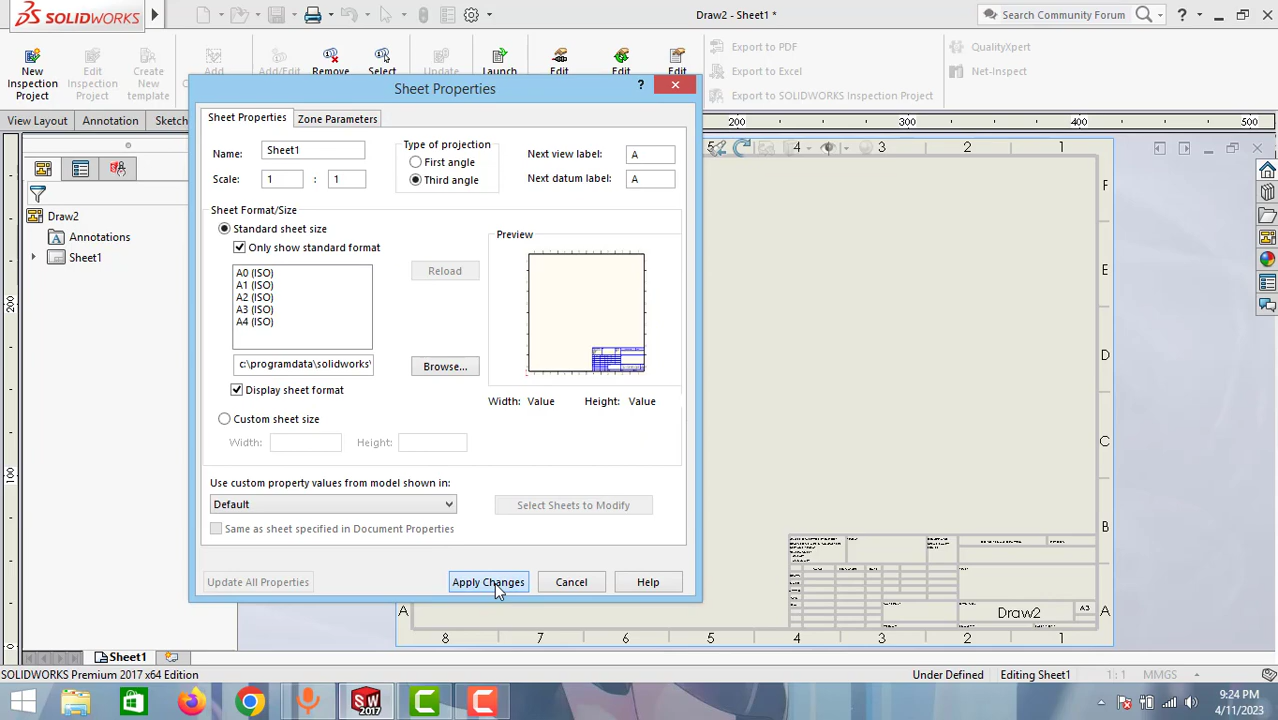 SOLIDWORKS
Draw2 - Sheet1 *
Search Community Forum
?
New Inspection Project
Edit Inspection Project
Create New template
Add
Add/Edit
Remove
Select
Update
Launch
Edit
Edit
Edit
Export to PDF
Export to Excel
Export to SOLIDWORKS Inspection Project
QualityXpert
Net-Inspect
View Layout
Annotation
Sketch
200
300
400
500
Draw2
Annotations
Sheet1
200
100
0
Sheet Properties
?
Sheet Properties
Zone Parameters
Name: Sheet1
Scale: 1 : 1
Type of projection
First angle
Third angle
Next view label: A
Next datum label: A
Sheet Format/Size
Standard sheet size
Only show standard format
A0 (ISO)
A1 (ISO)
A2 (ISO)
A3 (ISO)
A4 (ISO)
Reload
c:\programdata\solidworks\
Browse...
Display sheet format
Custom sheet size
Width:
Height:
Preview
Width: Value Height: Value
Use custom property values from model shown in:
Default
Select Sheets to Modify
Same as sheet specified in Document Properties
Update All Properties
Apply Changes
Cancel
Help
5 4 3 2 1
F
E
D
C
B
A
A
Draw2
A3
8 7 6 5 4 3 2 1
Sheet1
SOLIDWORKS Premium 2017 x64 Edition
Under Defined
Editing Sheet1
1 : 1
MMGS
SW
2017
9:24 PM
4/11/2023